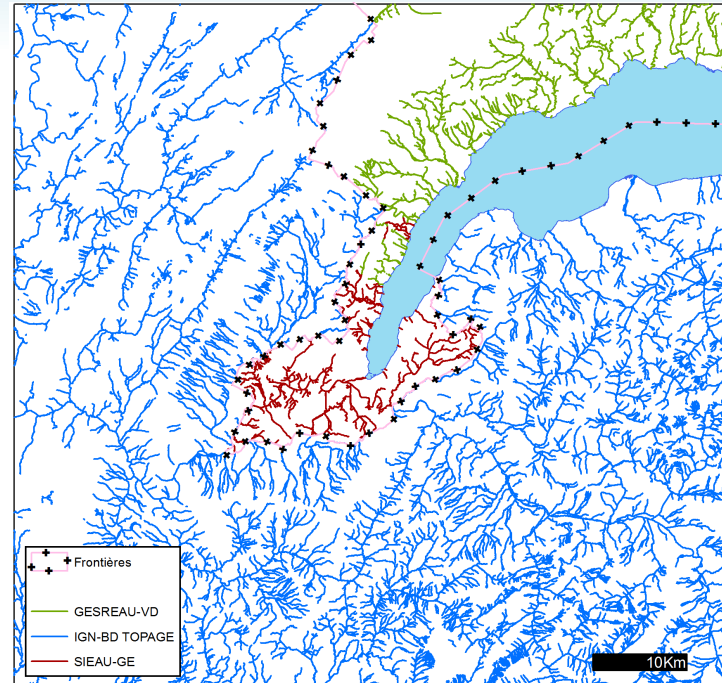 Frontières
GESREAU-VD
IGN-BD TOPAGE
SIEAU-GE
10Km